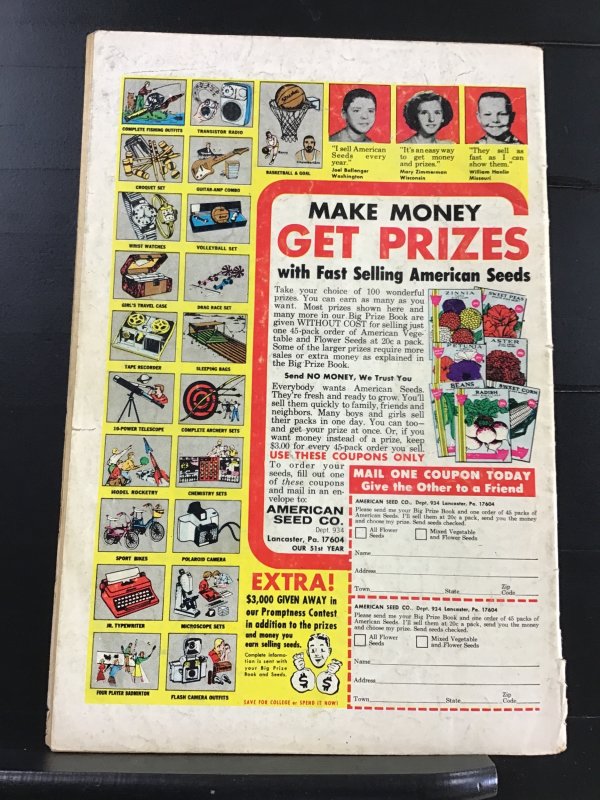 COMPLETE FISHING OUTFITS
TRANSISTOR RADIO
BASKETBALL & GOAL
CROQUET SET
GUITAR-AMP COMBO
WRIST WATCHES
VOLLEYBALL SET
GIRL'S TRAVEL CASE
DRAG RACE SET
TAPE RECORDER
SLEEPING BAGS
10-POWER TELESCOPE
COMPLETE ARCHERY SETS
MODEL ROCKETRY
CHEMISTRY SETS
SPORT BIKES
POLAROID CAMERA
JR. TYPEWRITER
MICROSCOPE SETS
FOUR PLAYER BADMINTON
FLASH CAMERA OUTFITS
"I sell American
Seeds every
year."
Joel Bellenger
Washington
"It's an easy way
to get money
and prizes."
Mary Zimmerman
Wisconsin
"They sell as
fast as I can
show them."
William Hanlin
Missouri
MAKE MONEY
GET PRIZES
with Fast Selling American Seeds
Take your choice of 100 wonderful
prizes. You can earn as many as you
want. Most prizes shown here and
many more in our Big Prize Book are
given WITHOUT COST for selling just
one 45-pack order of American Vege-
table and Flower Seeds at 20c a pack.
Some of the larger prizes require more
sales or extra money as explained in
the Big Prize Book.
Send NO MONEY, We Trust You
Everybody wants American Seeds.
They're fresh and ready to grow. You'll
sell them quickly to family, friends and
neighbors. Many boys and girls sell
their packs in one day. You can too—
and get your prize at once. Or, if you
want money instead of a prize, keep
$3.00 for every 45-pack order you sell.
ZINNIA
SWEET PEAS
PETUNIA
ASTER
BEANS
RADISH
SWEET CORN
USE THESE COUPONS ONLY
To order your
seeds, fill out one
of these coupons
and mail in an en-
velope to:
AMERICAN
SEED CO.
Dept 934
Lancaster, Pa. 17604
OUR 51st YEAR
EXTRA!
$3,000 GIVEN AWAY in
our Promptness Contest
in addition to the prizes
and money you
earn selling seeds.
Complete informa-
tion is sent with
your Big Prize
Book and Seeds.
$ $
SAVE FOR COLLEGE or SPEND IT NOW!
MAIL ONE COUPON TODAY
Give the Other to a Friend
AMERICAN SEED CO., Dept. 934 Lancaster, Pa. 17604
Please send me your Big Prize Book and one order of 45 packs of
American Seeds. I'll sell them at 20c a pack, send you the money
and choose my prize. Send seeds checked.
All Flower
Seeds
Mixed Vegetable
and Flower Seeds
Name
Address
Town State Zip
Code
AMERICAN SEED CO., Dept. 924 Lancaster, Pa. 17604
Please send me your Big Prize Book and one order of 45 packs of
American Seeds. I'll sell them at 20c a pack, send you the money
and choose my prize. Send seeds checked.
All Flower
Seeds
Mixed Vegetable
and Flower Seeds
Name
Address
Town State Zip
Code